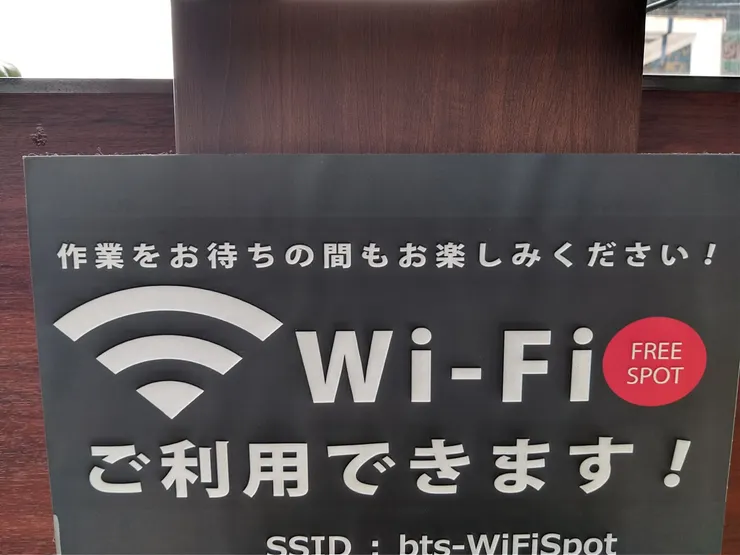 作業をお待ちの間もお楽しみください！
Wi-Fi
FREE
SPOT
ご利用できます！
SSID : bts-WiFiSpot